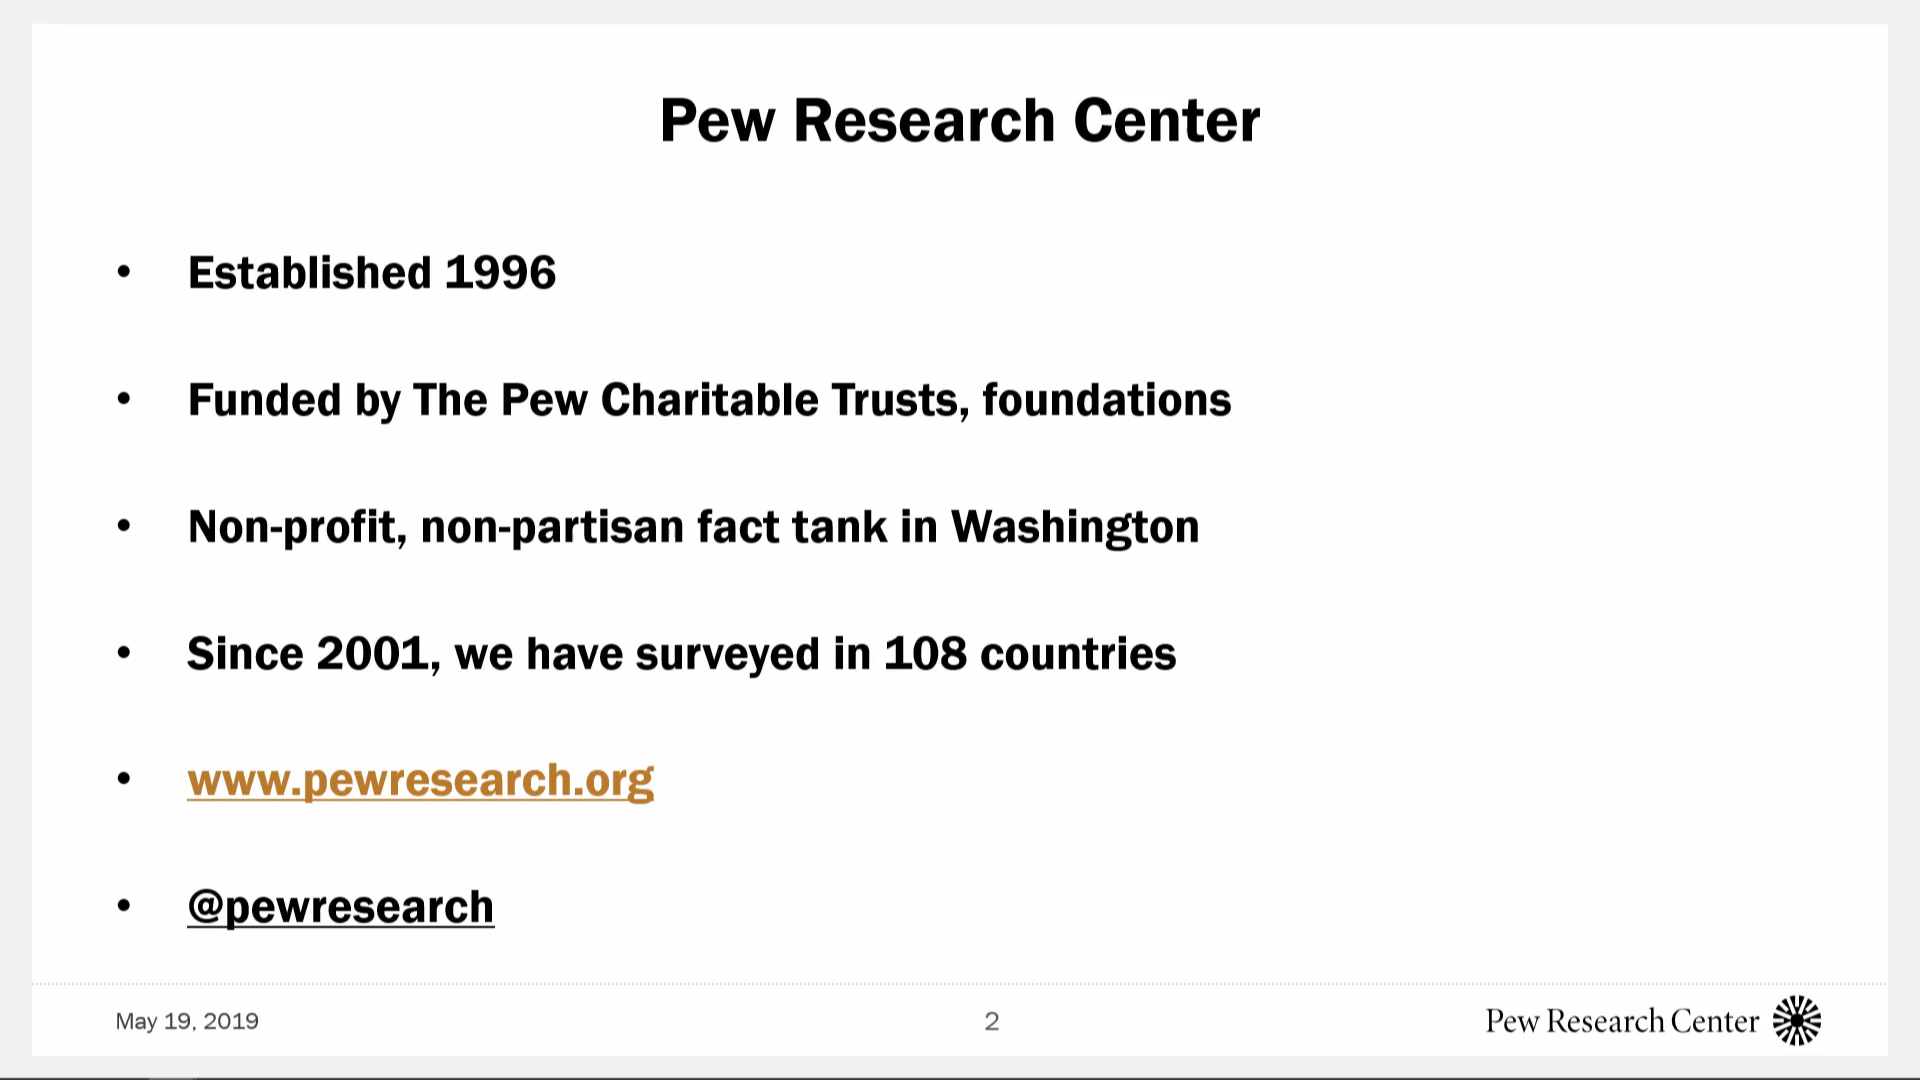 Pew Research Center
• Established 1996
• Funded by The Pew Charitable Trusts, foundations
• Non-profit, non-partisan fact tank in Washington
• Since 2001, we have surveyed in 108 countries
• www.pewresearch.org
• @pewresearch
May 19, 2019
2
Pew Research Center